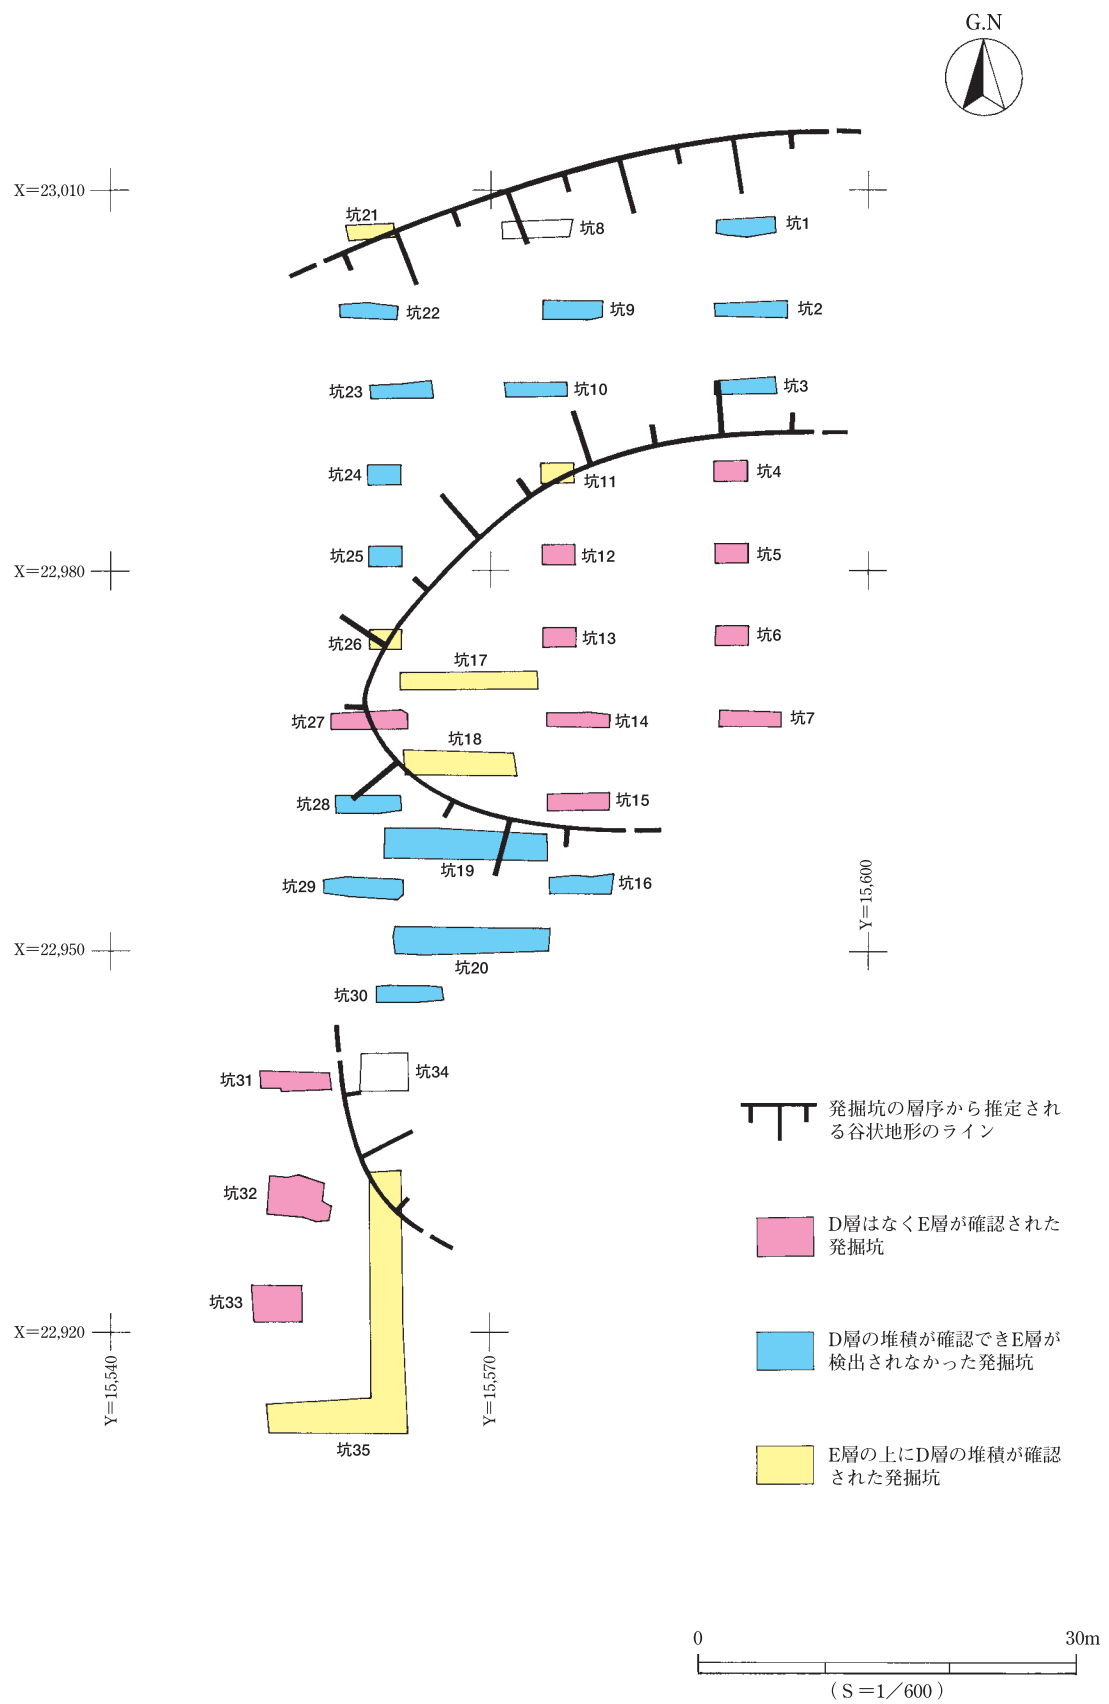 G.N
X=23,010
坑21
坑8
坑1
坑22
坑9
坑2
坑23
坑10
坑3
坑24
坑11
坑4
坑25
坑12
坑5
X=22,980
坑26
坑13
坑6
坑17
坑27
坑14
坑7
坑18
坑28
坑15
坑19
坑29
坑16
Y=15,600
X=22,950
坑20
坑30
坑31
坑34
発掘坑の層序から推定され
る谷状地形のライン
坑32
D層はなくE層が確認された
発掘坑
坑33
X=22,920
D層の堆積が確認できE層が
検出されなかった発掘坑
Y=15,540
Y=15,570
坑35
E層の上にD層の堆積が確認
された発掘坑
0
30m
(S=1/600)